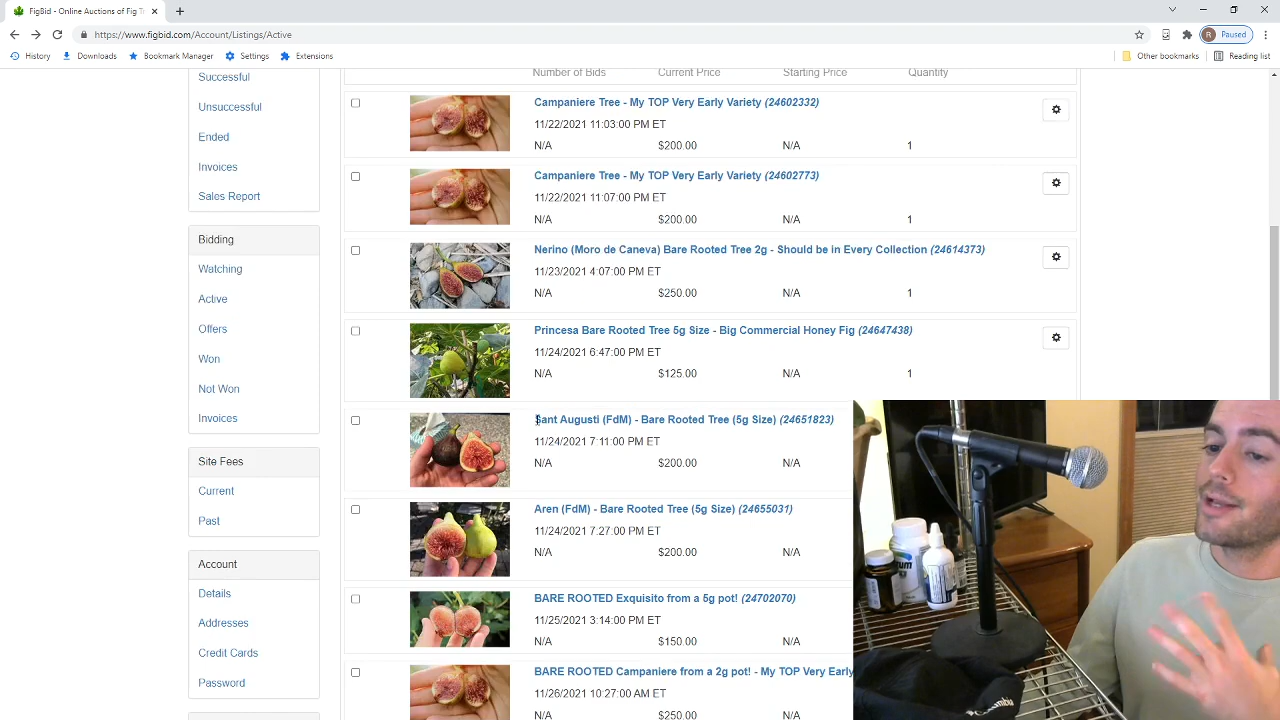 FigBid - Online Auctions of Fig Tr
https://www.figbid.com/Account/Listings/Active
Paused
History
Downloads
Bookmark Manager
Settings
Extensions
Other bookmarks
Reading list
Successful
Unsuccessful
Ended
Invoices
Sales Report
Bidding
Watching
Active
Offers
Won
Not Won
Invoices
Site Fees
Current
Past
Account
Details
Addresses
Credit Cards
Password
Number of Bids Current Price Starting Price Quantity
Campaniere Tree - My TOP Very Early Variety (24602332)
11/22/2021 11:03:00 PM ET
N/A $200.00 N/A 1
Campaniere Tree - My TOP Very Early Variety (24602773)
11/22/2021 11:07:00 PM ET
N/A $200.00 N/A 1
Nerino (Moro de Caneva) Bare Rooted Tree 2g - Should be in Every Collection (24614373)
11/23/2021 4:07:00 PM ET
N/A $250.00 N/A 1
Princesa Bare Rooted Tree 5g Size - Big Commercial Honey Fig (24647438)
11/24/2021 6:47:00 PM ET
N/A $125.00 N/A 1
Sant Augusti (FdM) - Bare Rooted Tree (5g Size) (24651823)
11/24/2021 7:11:00 PM ET
N/A $200.00 N/A
Aren (FdM) - Bare Rooted Tree (5g Size) (24655031)
11/24/2021 7:27:00 PM ET
N/A $200.00 N/A
BARE ROOTED Exquisito from a 5g pot! (24702070)
11/25/2021 3:14:00 PM ET
N/A $150.00 N/A
BARE ROOTED Campaniere from a 2g pot! - My TOP Very Early
11/26/2021 10:27:00 AM ET
N/A $250.00 N/A